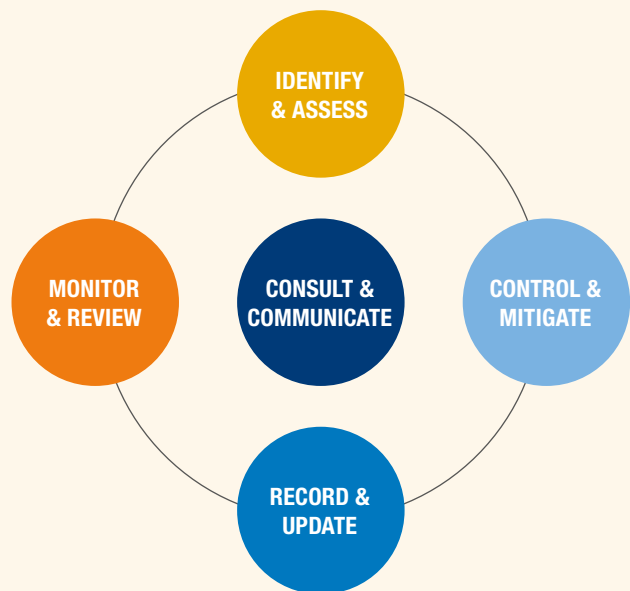 IDENTIFY
& ASSESS
MONITOR
& REVIEW
CONSULT &
COMMUNICATE
CONTROL &
MITIGATE
RECORD &
UPDATE